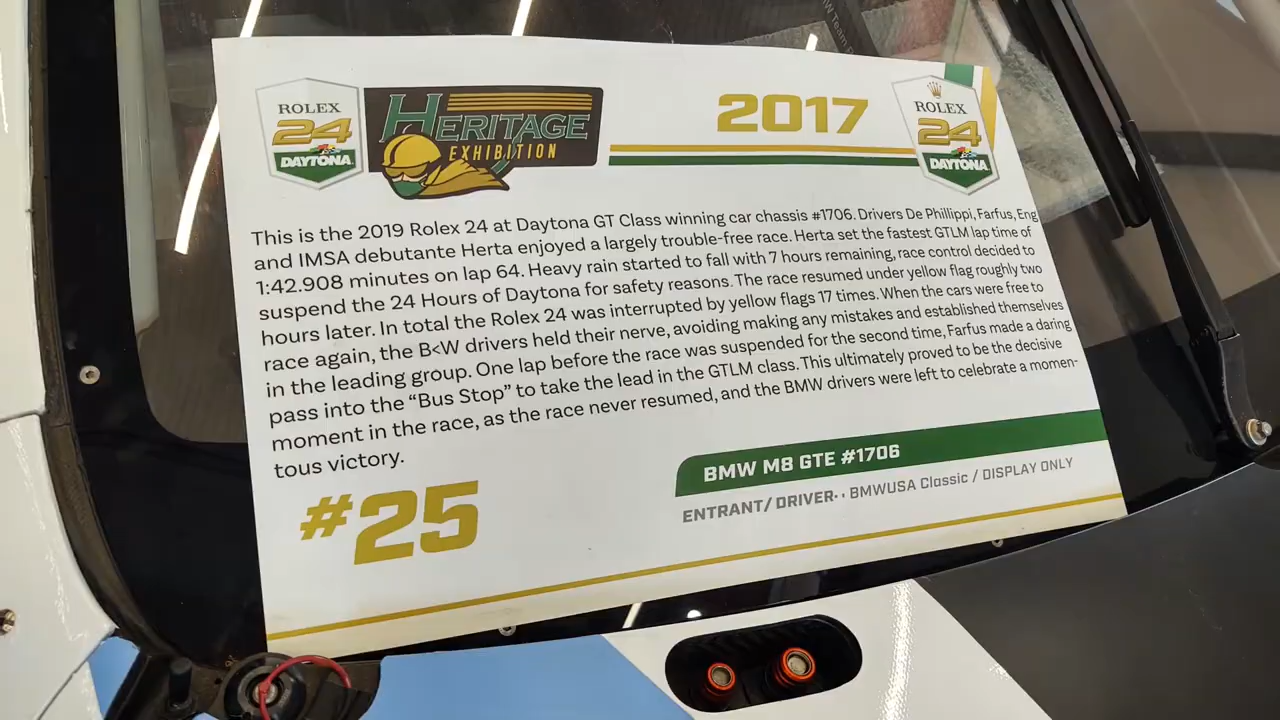 ROLEX
24
DAYTONA
HERITAGE
EXHIBITION
2017
ROLEX
24
DAYTONA
This is the 2019 Rolex 24 at Daytona GT Class winning car chassis #1706. Drivers De Phillippi, Farfus, Eng
and IMSA debutante Herta enjoyed a largely trouble-free race. Herta set the fastest GTLM lap time of
1:42.908 minutes on lap 64. Heavy rain started to fall with 7 hours remaining, race control decided to
suspend the 24 Hours of Daytona for safety reasons. The race resumed under yellow flag roughly two
hours later. In total the Rolex 24 was interrupted by yellow flags 17 times. When the cars were free to
race again, the B<W drivers held their nerve, avoiding making any mistakes and established themselves
in the leading group. One lap before the race was suspended for the second time, Farfus made a daring
pass into the “Bus Stop” to take the lead in the GTLM class. This ultimately proved to be the decisive
moment in the race, as the race never resumed, and the BMW drivers were left to celebrate a momen-
tous victory.
#25
BMW M8 GTE #1706
ENTRANT/ DRIVER· · BMWUSA Classic / DISPLAY ONLY